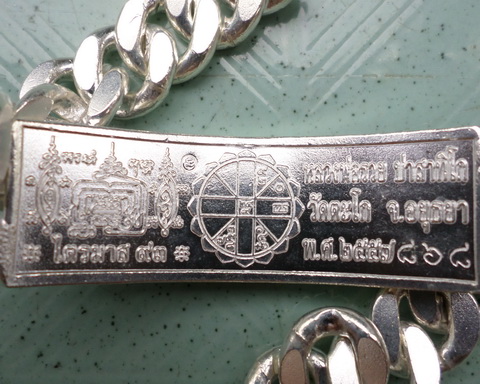 หลวงพ่อรวย ปาสาทิโก
วัดตะโก จ.อยุธยา
ไตรมาส ๙๓
พ.ศ.๒๕๕๗ ๘๖๘